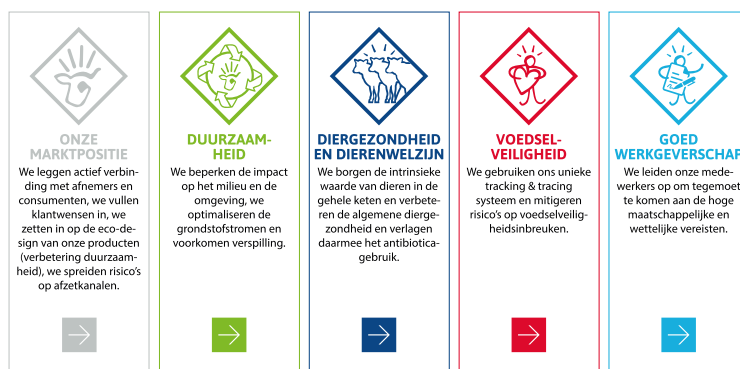 ONZE
MARKTPOSITIE
We leggen actief verbin-
ding met afnemers en
consumenten, we vullen
klantwensen in, we
zetten in op de eco-de-
sign van onze producten
(verbetering duurzaam-
heid), we spreiden risico's
op afzetkanalen.
DUURZAAM-
HEID
We beperken de impact
op het milieu en de
omgeving, we
optimaliseren de
grondstofstromen en
voorkomen verspilling.
DIERGEZONDHEID
EN DIERENWELZIJN
We borgen de intrinsieke
waarde van dieren in de
gehele keten en verbete-
ren de algemene dierge-
zondheid en verlagen
daarmee het antibiotica-
gebruik.
VOEDSEL-
VEILIGHEID
We gebruiken ons unieke
tracking & tracing
systeem en mitigeren
risico's op voedselveilig-
heidsinbreuken.
GOED
WERKGEVERSCHAP
We leiden onze mede-
werkers op om tegemoet
te komen aan de hoge
maatschappelijke en
wettelijke vereisten.